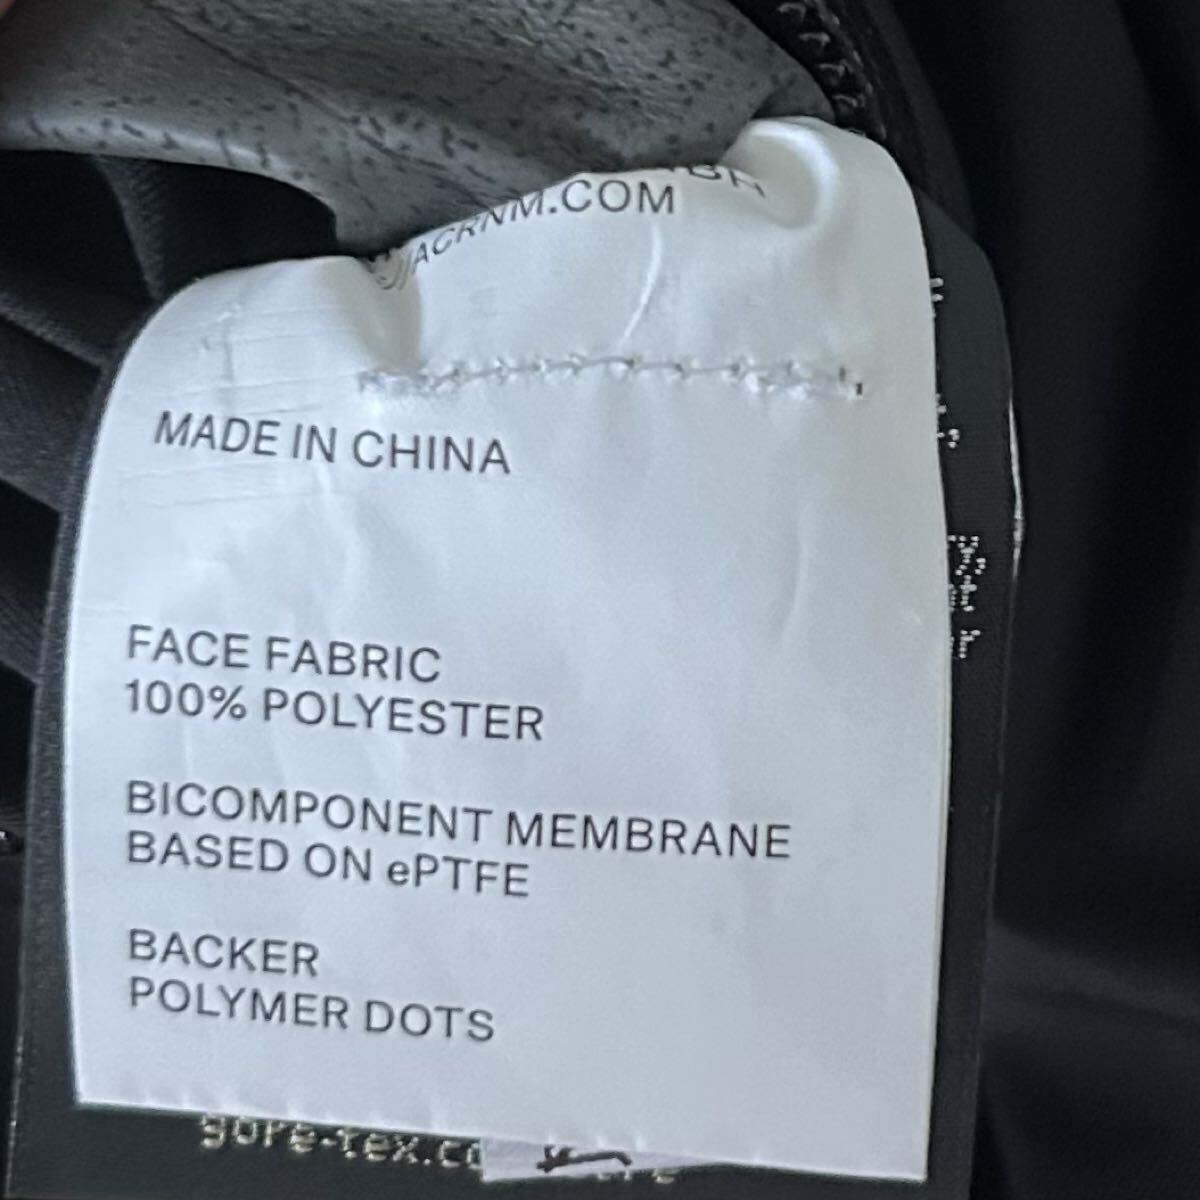 ACRNM.COM
MADE IN CHINA
FACE FABRIC
100% POLYESTER
BICOMPONENT MEMBRANE
BASED ON ePTFE
BACKER
POLYMER DOTS